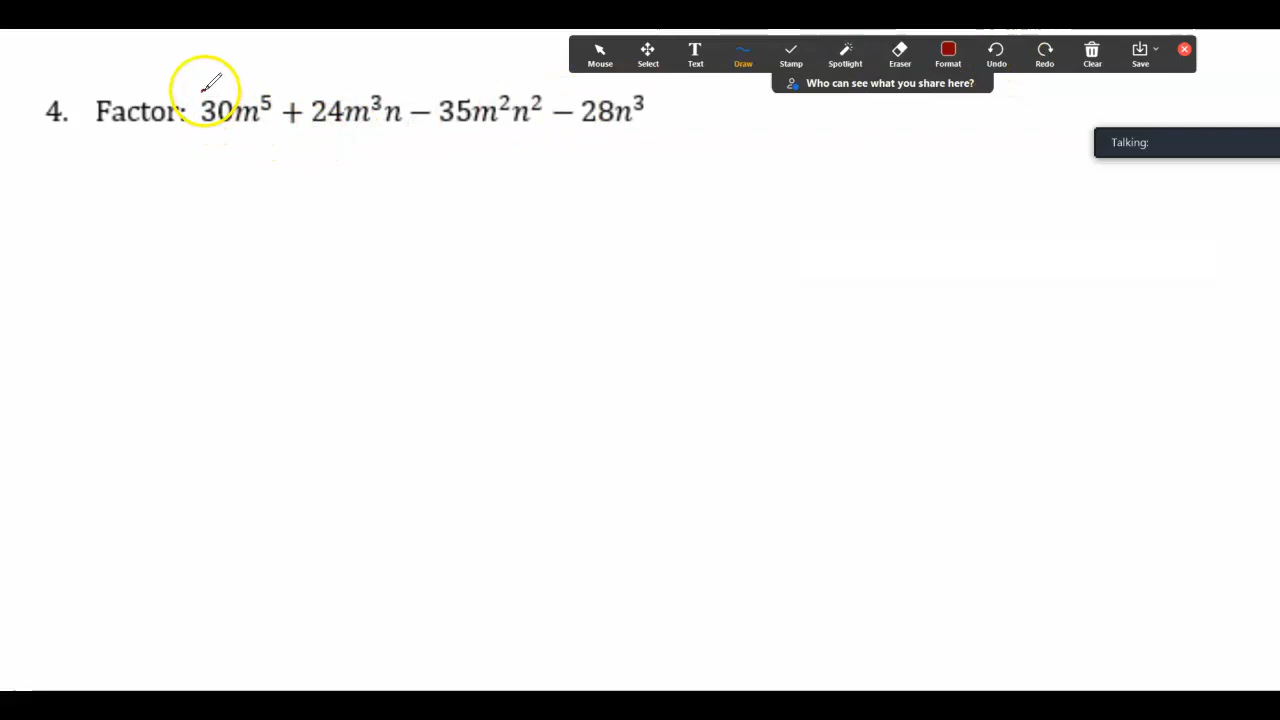 Mouse Select Text Draw Stamp Spotlight Eraser Format Undo Redo Clear Save
Who can see what you share here?
4. Factor: 30m⁵ + 24m³n − 35m²n² − 28n³
Talking: